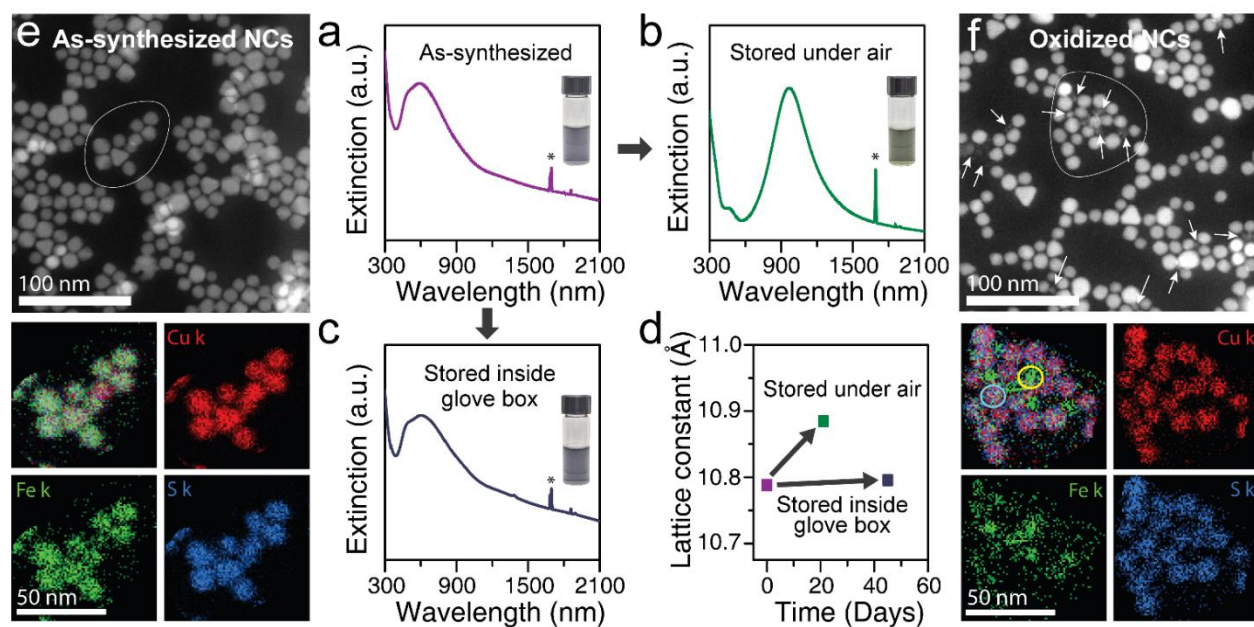 e
As-synthesized NCs
100 nm
Cu k
Fe k
S k
50 nm
a
As-synthesized
*
Extinction (a.u.)
300 900 1500 2100
Wavelength (nm)
b
Stored under air
*
Extinction (a.u.)
300 900 1500 2100
Wavelength (nm)
c
Stored inside
glove box
*
Extinction (a.u.)
300 900 1500 2100
Wavelength (nm)
d
Lattice constant (Å)
11.0
10.9
10.8
10.7
Stored under air
Stored inside
glove box
0 20 40 60
Time (Days)
f
Oxidized NCs
100 nm
Cu k
Fe k
S k
50 nm